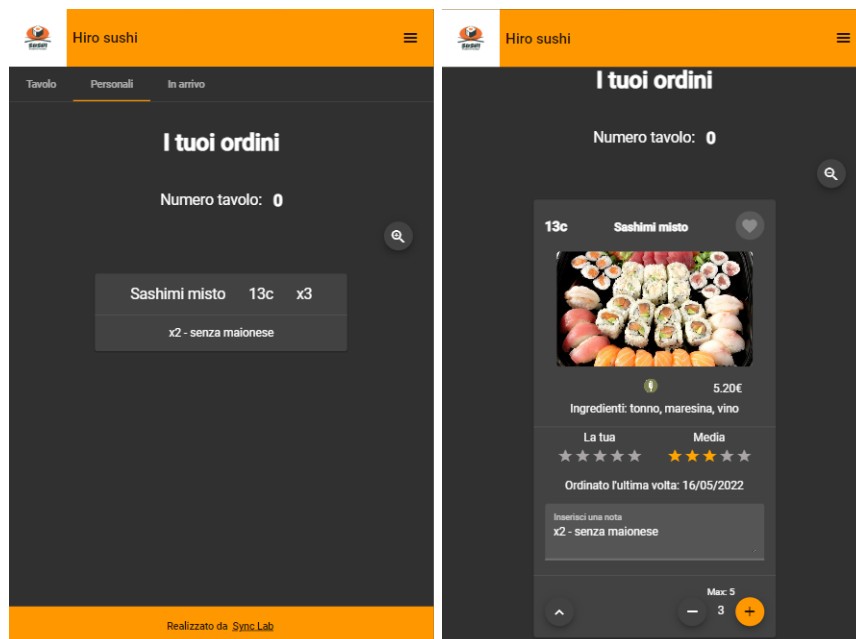 Hiro sushi
Tavolo Personali In arrivo
I tuoi ordini
Numero tavolo: 0
Sashimi misto 13c x3
x2 - senza maionese
Realizzato da Sync Lab
Hiro sushi
I tuoi ordini
Numero tavolo: 0
13c Sashimi misto
5.20€
Ingredienti: tonno, maresina, vino
La tua Media
Ordinato l'ultima volta: 16/05/2022
Inserisci una nota
x2 - senza maionese
Max: 5
3